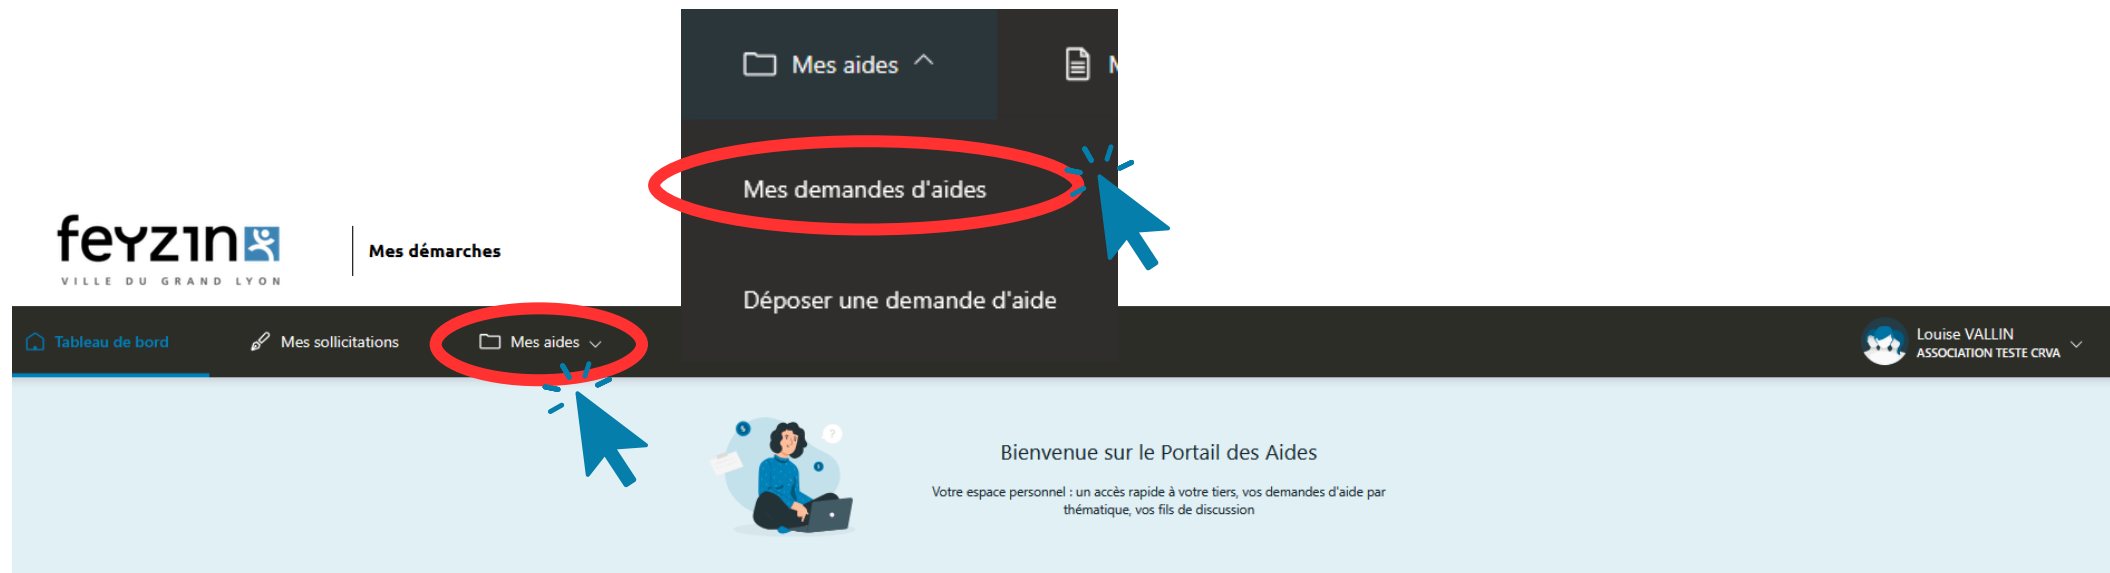 Mes aides
Mes demandes d'aides
Déposer une demande d'aide
feyzin
VILLE DU GRAND LYON
Mes démarches
Tableau de bord
Mes sollicitations
Mes aides
Louise VALLIN
ASSOCIATION TESTE CRVA
Bienvenue sur le Portail des Aides
Votre espace personnel : un accès rapide à votre tiers, vos demandes d'aide par
thématique, vos fils de discussion